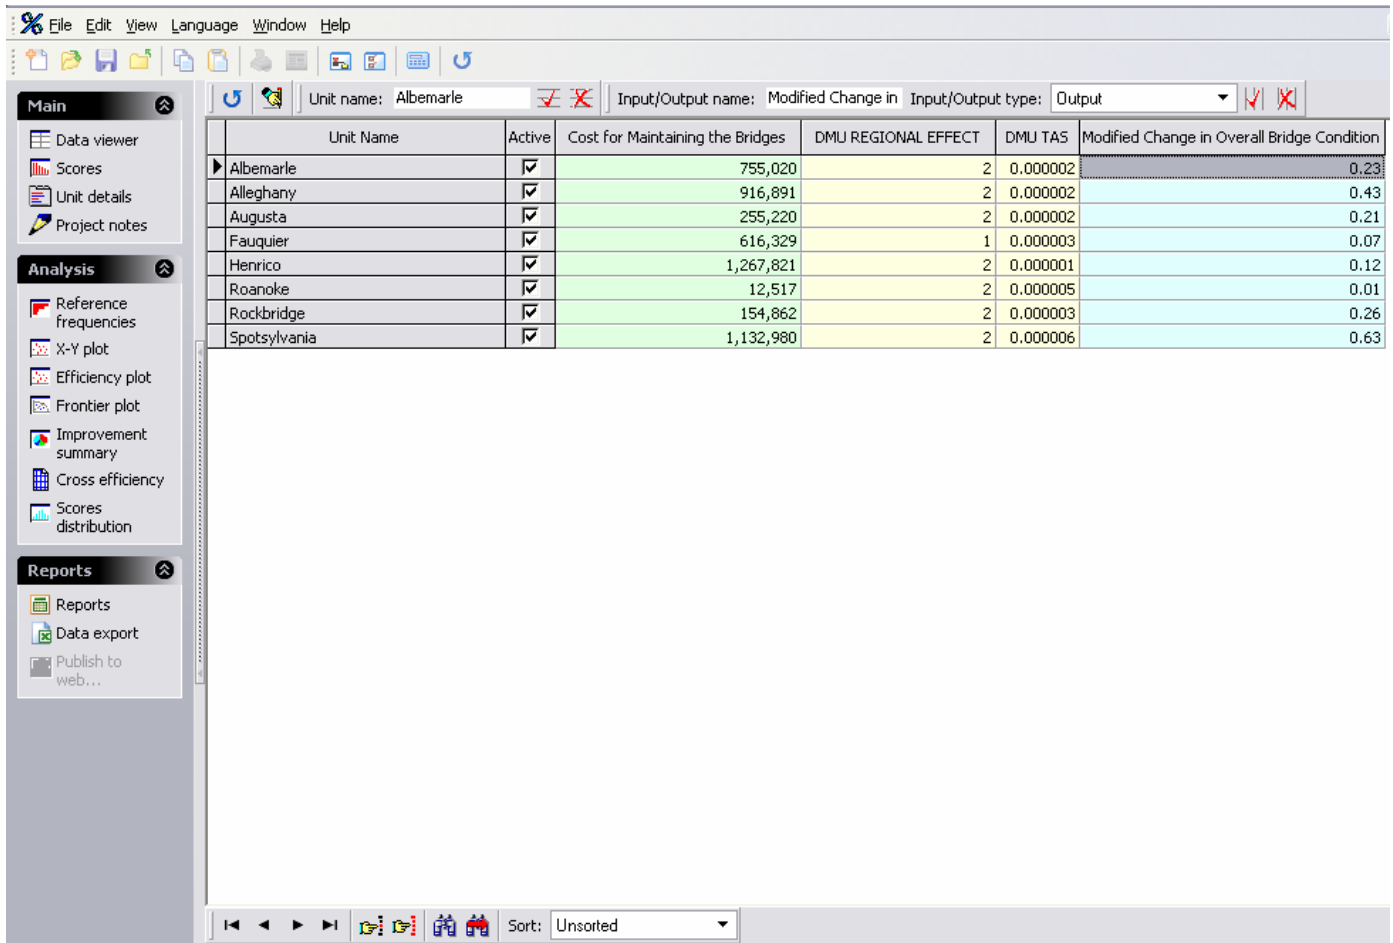 File Edit View Language Window Help
Unit name: Albemarle Input/Output name: Modified Change in Input/Output type: Output
Main
Data viewer
Scores
Unit details
Project notes
Analysis
Reference
frequencies
X-Y plot
Efficiency plot
Frontier plot
Improvement
summary
Cross efficiency
Scores
distribution
Reports
Reports
Data export
Publish to
web...
Unit Name Active Cost for Maintaining the Bridges DMU REGIONAL EFFECT DMU TAS Modified Change in Overall Bridge Condition
Albemarle 755,020 2 0.000002 0.23
Alleghany 916,891 2 0.000002 0.43
Augusta 255,220 2 0.000002 0.21
Fauquier 616,329 1 0.000003 0.07
Henrico 1,267,821 2 0.000001 0.12
Roanoke 12,517 2 0.000005 0.01
Rockbridge 154,862 2 0.000003 0.26
Spotsylvania 1,132,980 2 0.000006 0.63
Sort: Unsorted